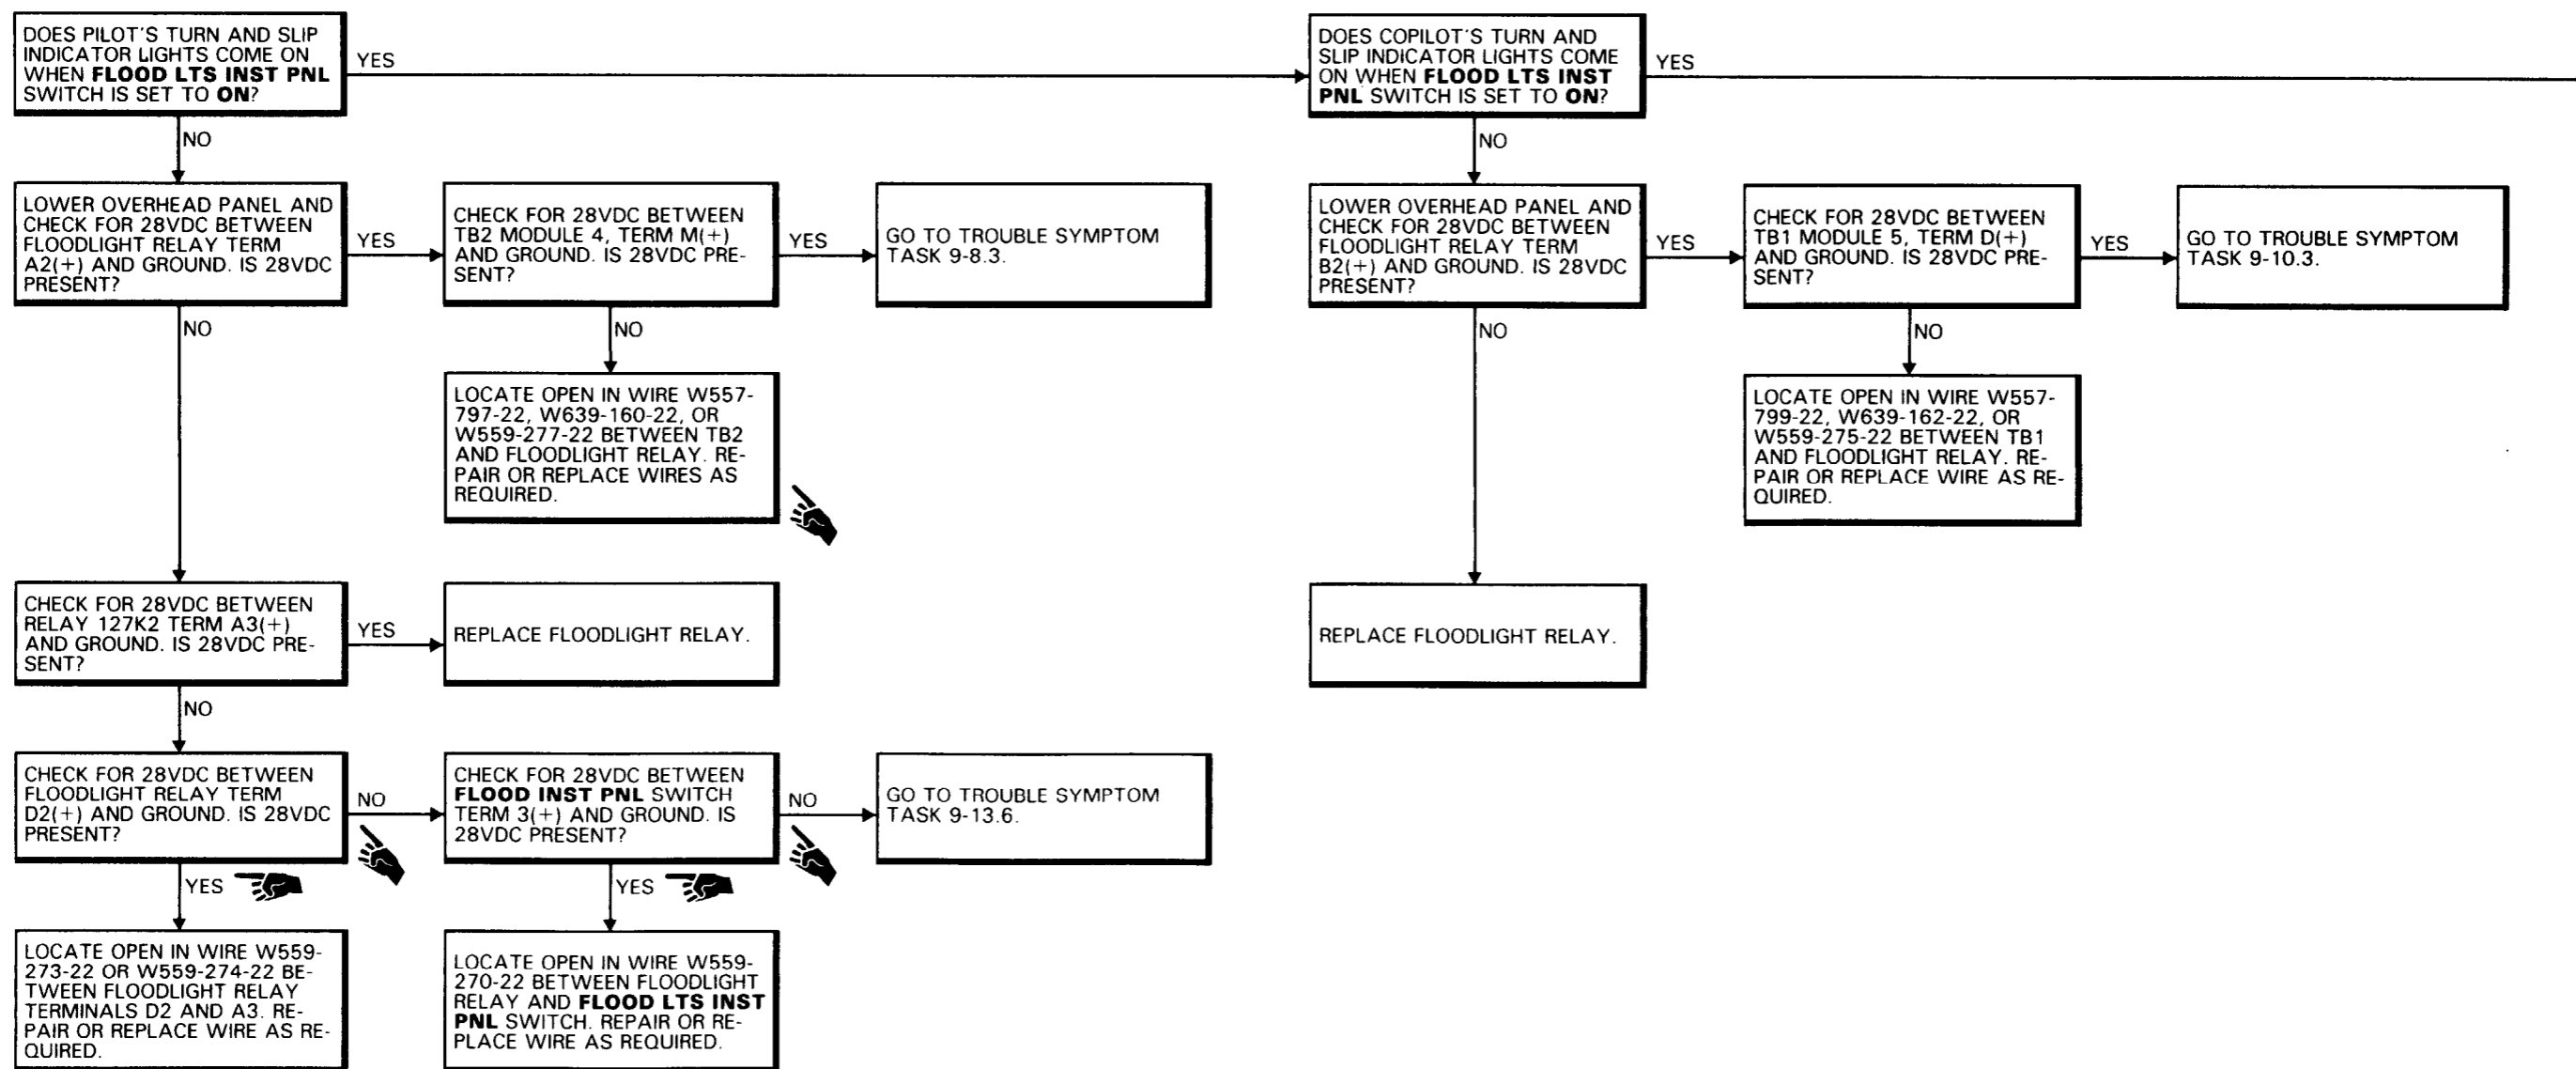 DOES PILOT'S TURN AND SLIP
INDICATOR LIGHTS COME ON
WHEN FLOOD LTS INST PNL
SWITCH IS SET TO ON?
YES
DOES COPILOT'S TURN AND
SLIP INDICATOR LIGHTS COME
ON WHEN FLOOD LTS INST
PNL SWITCH IS SET TO ON?
YES
NO
NO
LOWER OVERHEAD PANEL AND
CHECK FOR 28VDC BETWEEN
FLOODLIGHT RELAY TERM
A2(+) AND GROUND. IS 28VDC
PRESENT?
YES
CHECK FOR 28VDC BETWEEN
TB2 MODULE 4, TERM M(+)
AND GROUND. IS 28VDC PRE-
SENT?
YES
GO TO TROUBLE SYMPTOM
TASK 9-8.3.
LOWER OVERHEAD PANEL AND
CHECK FOR 28VDC BETWEEN
FLOODLIGHT RELAY TERM
B2(+) AND GROUND. IS 28VDC
PRESENT?
YES
CHECK FOR 28VDC BETWEEN
TB1 MODULE 5, TERM D(+)
AND GROUND. IS 28VDC PRE-
SENT?
YES
GO TO TROUBLE SYMPTOM
TASK 9-10.3.
NO
NO
NO
NO
LOCATE OPEN IN WIRE W557-
797-22, W639-160-22, OR
W559-277-22 BETWEEN TB2
AND FLOODLIGHT RELAY. RE-
PAIR OR REPLACE WIRES AS
REQUIRED.
LOCATE OPEN IN WIRE W557-
799-22, W639-162-22, OR
W559-275-22 BETWEEN TB1
AND FLOODLIGHT RELAY. RE-
PAIR OR REPLACE WIRE AS RE-
QUIRED.
CHECK FOR 28VDC BETWEEN
RELAY 127K2 TERM A3(+)
AND GROUND. IS 28VDC PRE-
SENT?
YES
REPLACE FLOODLIGHT RELAY.
REPLACE FLOODLIGHT RELAY.
NO
CHECK FOR 28VDC BETWEEN
FLOODLIGHT RELAY TERM
D2(+) AND GROUND. IS 28VDC
PRESENT?
NO
CHECK FOR 28VDC BETWEEN
FLOOD INST PNL SWITCH
TERM 3(+) AND GROUND. IS
28VDC PRESENT?
NO
GO TO TROUBLE SYMPTOM
TASK 9-13.6.
YES
YES
LOCATE OPEN IN WIRE W559-
273-22 OR W559-274-22 BE-
TWEEN FLOODLIGHT RELAY
TERMINALS D2 AND A3. RE-
PAIR OR REPLACE WIRE AS RE-
QUIRED.
LOCATE OPEN IN WIRE W559-
270-22 BETWEEN FLOODLIGHT
RELAY AND FLOOD LTS INST
PNL SWITCH. REPAIR OR RE-
PLACE WIRE AS REQUIRED.